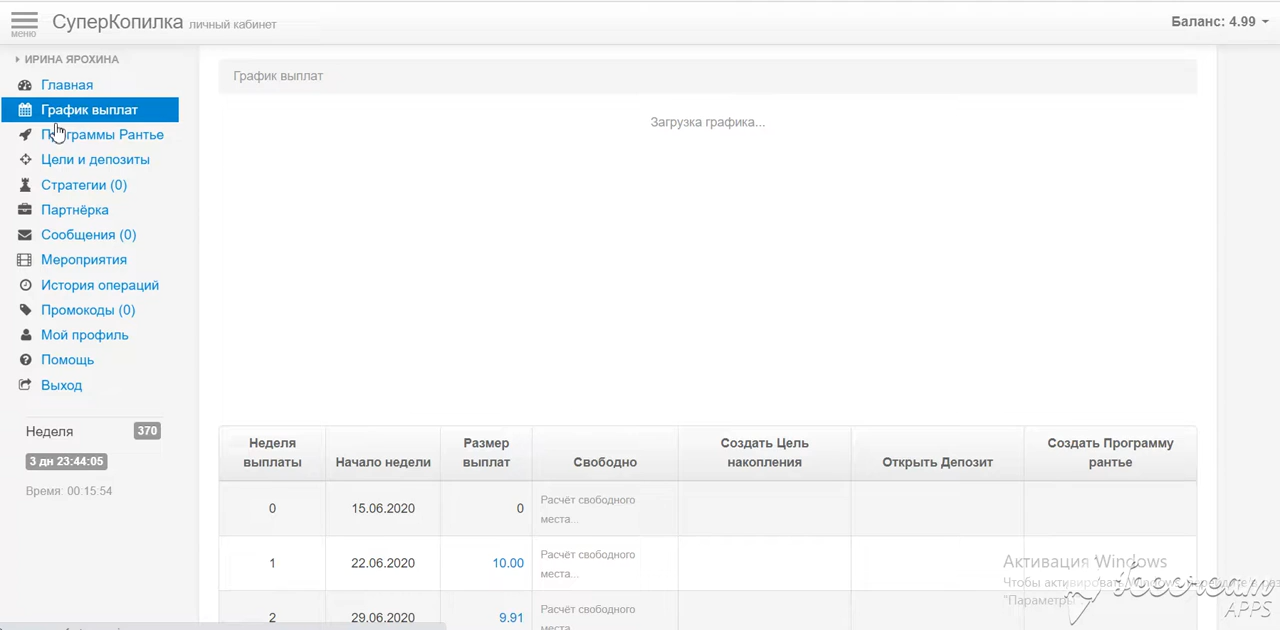 СуперКопилка личный кабинет
Баланс: 4.99
меню
ИРИНА ЯРОХИНА
Главная
График выплат
Программы Рантье
Цели и депозиты
Стратегии (0)
Партнёрка
Сообщения (0)
Мероприятия
История операций
Промокоды (0)
Мой профиль
Помощь
Выход
Неделя 370
3 дн 23:44:05
Время: 00:15:54
График выплат
Загрузка графика...
Неделя выплаты
Начало недели
Размер выплат
Свободно
Создать Цель накопления
Открыть Депозит
Создать Программу рантье
0 15.06.2020 0 Расчёт свободного
места...
1 22.06.2020 10.00 Расчёт свободного
места...
2 29.06.2020 9.91 Расчёт свободного
места...
Активация Windows
Чтобы активировать Windows
"Параметры"
Icecream
APPS